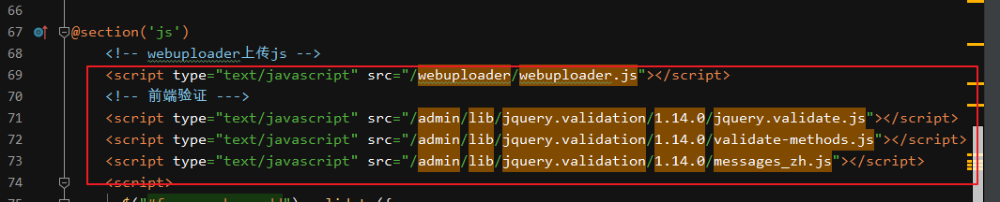 66
67 @section('js')
68 <!-- webuploader上传js -->
69 <script type="text/javascript" src="/webuploader/webuploader.js"></script>
70 <!-- 前端验证 --->
71 <script type="text/javascript" src="/admin/lib/jquery.validation/1.14.0/jquery.validate.js"></script>
72 <script type="text/javascript" src="/admin/lib/jquery.validation/1.14.0/validate-methods.js"></script>
73 <script type="text/javascript" src="/admin/lib/jquery.validation/1.14.0/messages_zh.js"></script>
74 <script>